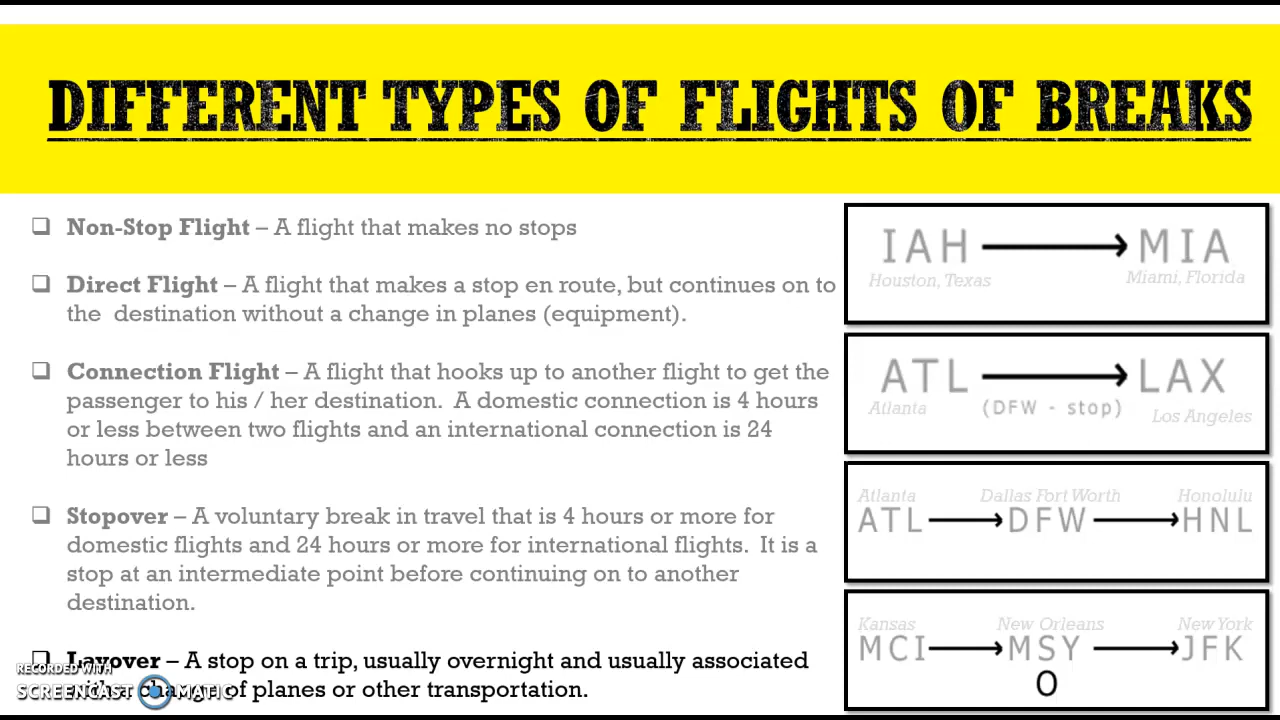 DIFFERENT TYPES OF FLIGHTS OF BREAKS
❑ Non-Stop Flight – A flight that makes no stops
❑ Direct Flight – A flight that makes a stop en route, but continues on to
the destination without a change in planes (equipment).
❑ Connection Flight – A flight that hooks up to another flight to get the
passenger to his / her destination. A domestic connection is 4 hours
or less between two flights and an international connection is 24
hours or less
❑ Stopover – A voluntary break in travel that is 4 hours or more for
domestic flights and 24 hours or more for international flights. It is a
stop at an intermediate point before continuing on to another
destination.
❑ Layover – A stop on a trip, usually overnight and usually associated
with a change of planes or other transportation.
IAH → MIA
Houston, Texas Miami, Florida
ATL → LAX
Atlanta (DFW - stop) Los Angeles
Atlanta Dallas Fort Worth Honolulu
ATL → DFW → HNL
Kansas New Orleans New York
MCI → MSY → JFK
O
RECORDED WITH
SCREENCAST-O-MATIC